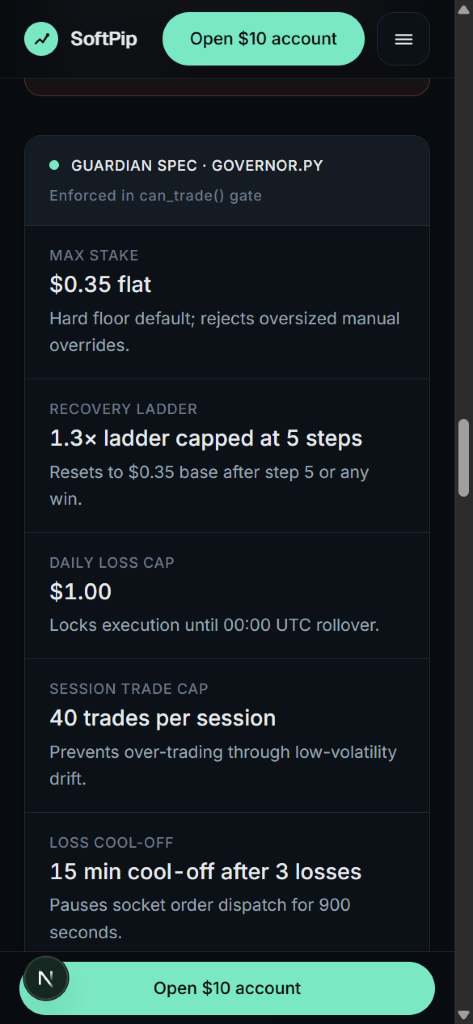 SoftPip
Open $10 account
GUARDIAN SPEC · GOVERNOR.PY
Enforced in can_trade() gate
MAX STAKE
$0.35 flat
Hard floor default; rejects oversized manual
overrides.
RECOVERY LADDER
1.3× ladder capped at 5 steps
Resets to $0.35 base after step 5 or any
win.
DAILY LOSS CAP
$1.00
Locks execution until 00:00 UTC rollover.
SESSION TRADE CAP
40 trades per session
Prevents over-trading through low-volatility
drift.
LOSS COOL-OFF
15 min cool-off after 3 losses
Pauses socket order dispatch for 900
seconds.
N
Open $10 account